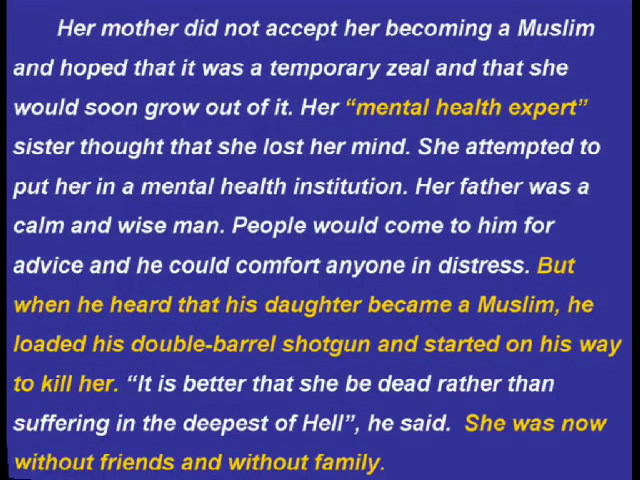 Her mother did not accept her becoming a Muslim
and hoped that it was a temporary zeal and that she
would soon grow out of it. Her “mental health expert”
sister thought that she lost her mind. She attempted to
put her in a mental health institution. Her father was a
calm and wise man. People would come to him for
advice and he could comfort anyone in distress. But
when he heard that his daughter became a Muslim, he
loaded his double-barrel shotgun and started on his way
to kill her. “It is better that she be dead rather than
suffering in the deepest of Hell”, he said. She was now
without friends and without family.